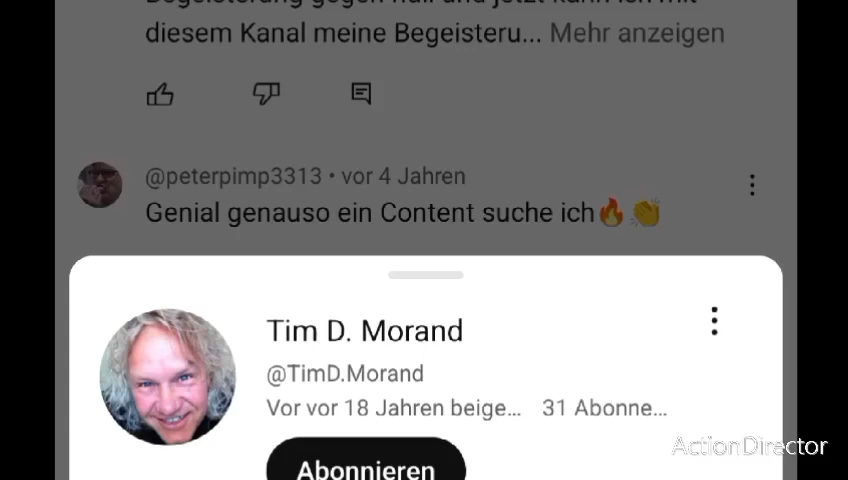 diesem Kanal meine Begeisteru... Mehr anzeigen
@peterpimp3313 • vor 4 Jahren
Genial genauso ein Content suche ich🔥👏
Tim D. Morand
@TimD.Morand
Vor vor 18 Jahren beige... 31 Abonne...
Abonnieren
ActionDirector